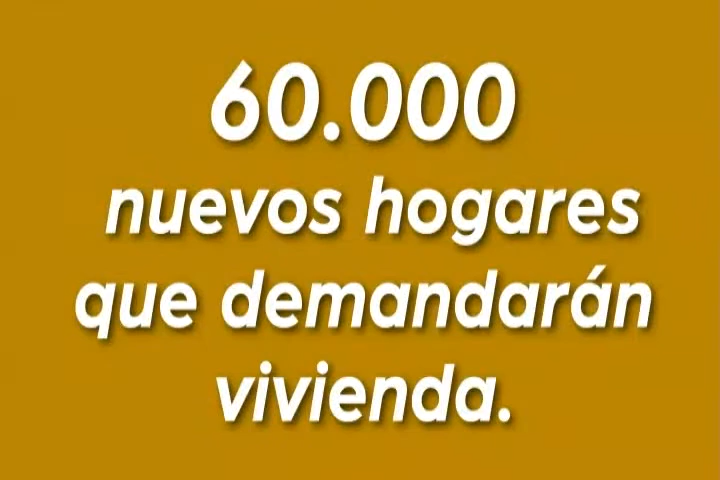 60.000
nuevos hogares
que demandarán
vivienda.